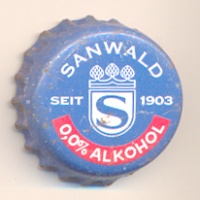 SANWALD
SEIT S 1903
0,0% ALKOHOL